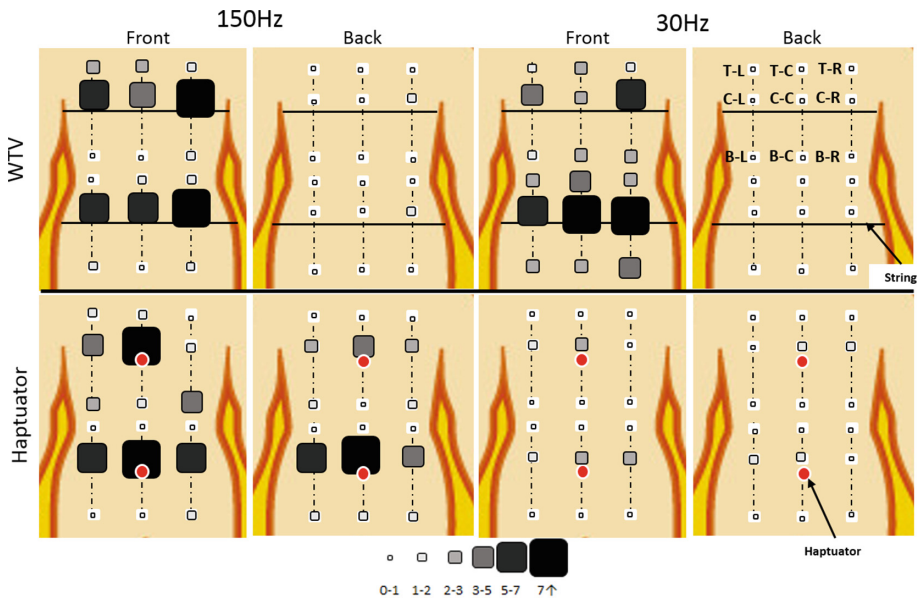 150Hz 30Hz
Front Back Front Back
WTV
T-L T-C T-R
C-L C-C C-R
B-L B-C B-R
String
Haptuator
Haptuator
0-1 1-2 2-3 3-5 5-7 7↑